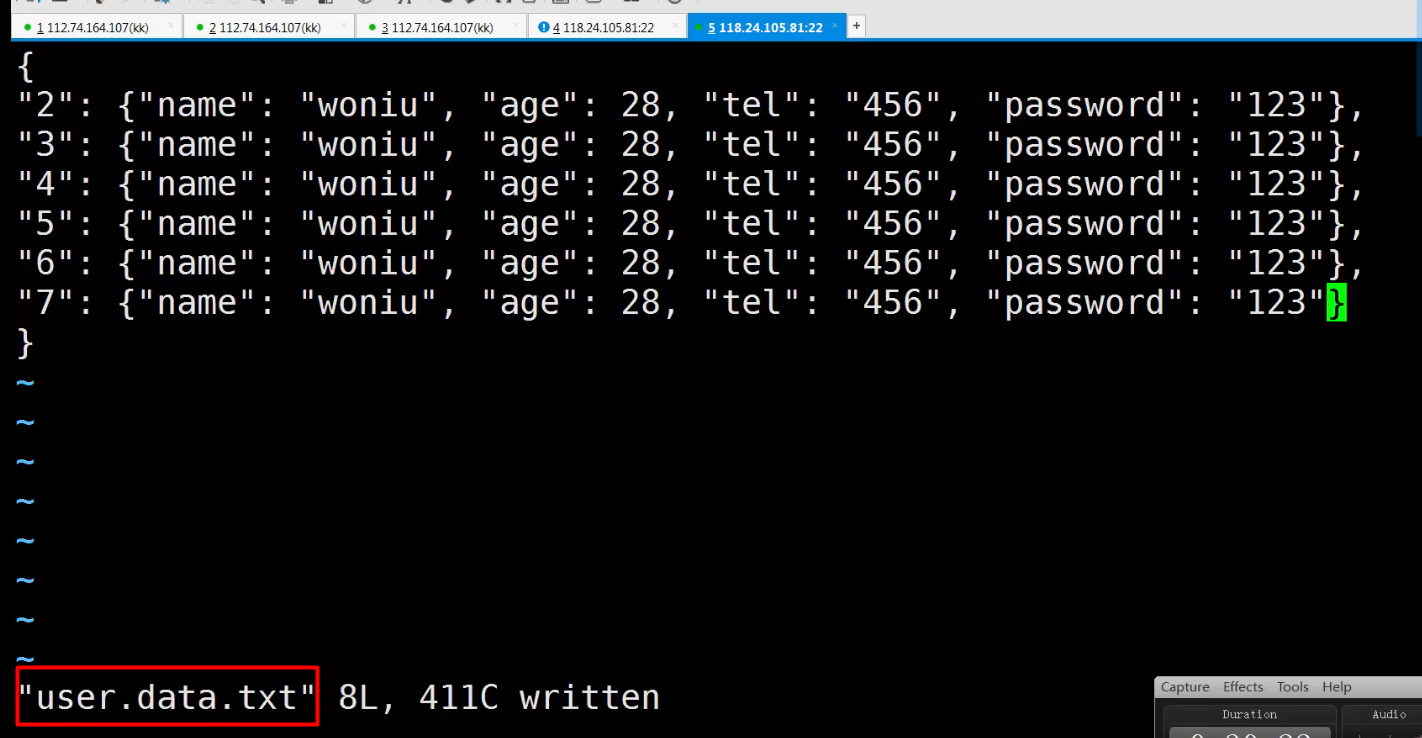 1 112.74.164.107(kk) × 2 112.74.164.107(kk) × 3 112.74.164.107(kk) × 4 118.24.105.81:22 × 5 118.24.105.81:22 × +
{
"2": {"name": "woniu", "age": 28, "tel": "456", "password": "123"},
"3": {"name": "woniu", "age": 28, "tel": "456", "password": "123"},
"4": {"name": "woniu", "age": 28, "tel": "456", "password": "123"},
"5": {"name": "woniu", "age": 28, "tel": "456", "password": "123"},
"6": {"name": "woniu", "age": 28, "tel": "456", "password": "123"},
"7": {"name": "woniu", "age": 28, "tel": "456", "password": "123"}
}
~
~
~
~
~
~
~
~
"user.data.txt" 8L, 411C written
Capture Effects Tools Help
Duration Audio